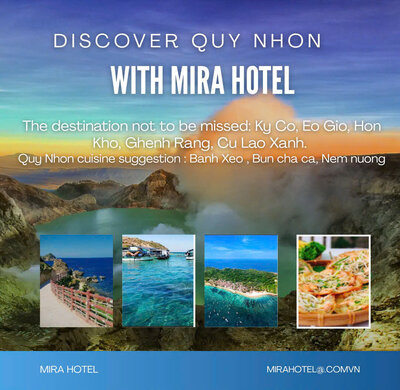 DISCOVER QUY NHON
WITH MIRA HOTEL
The destination not to be missed: Ky Co, Eo Gio, Hon
Kho, Ghenh Rang, Cu Lao Xanh.
Quy Nhon cuisine suggestion : Banh Xeo , Bun cha ca, Nem nuong
MIRA HOTEL
MIRAHOTEL@.COMVN